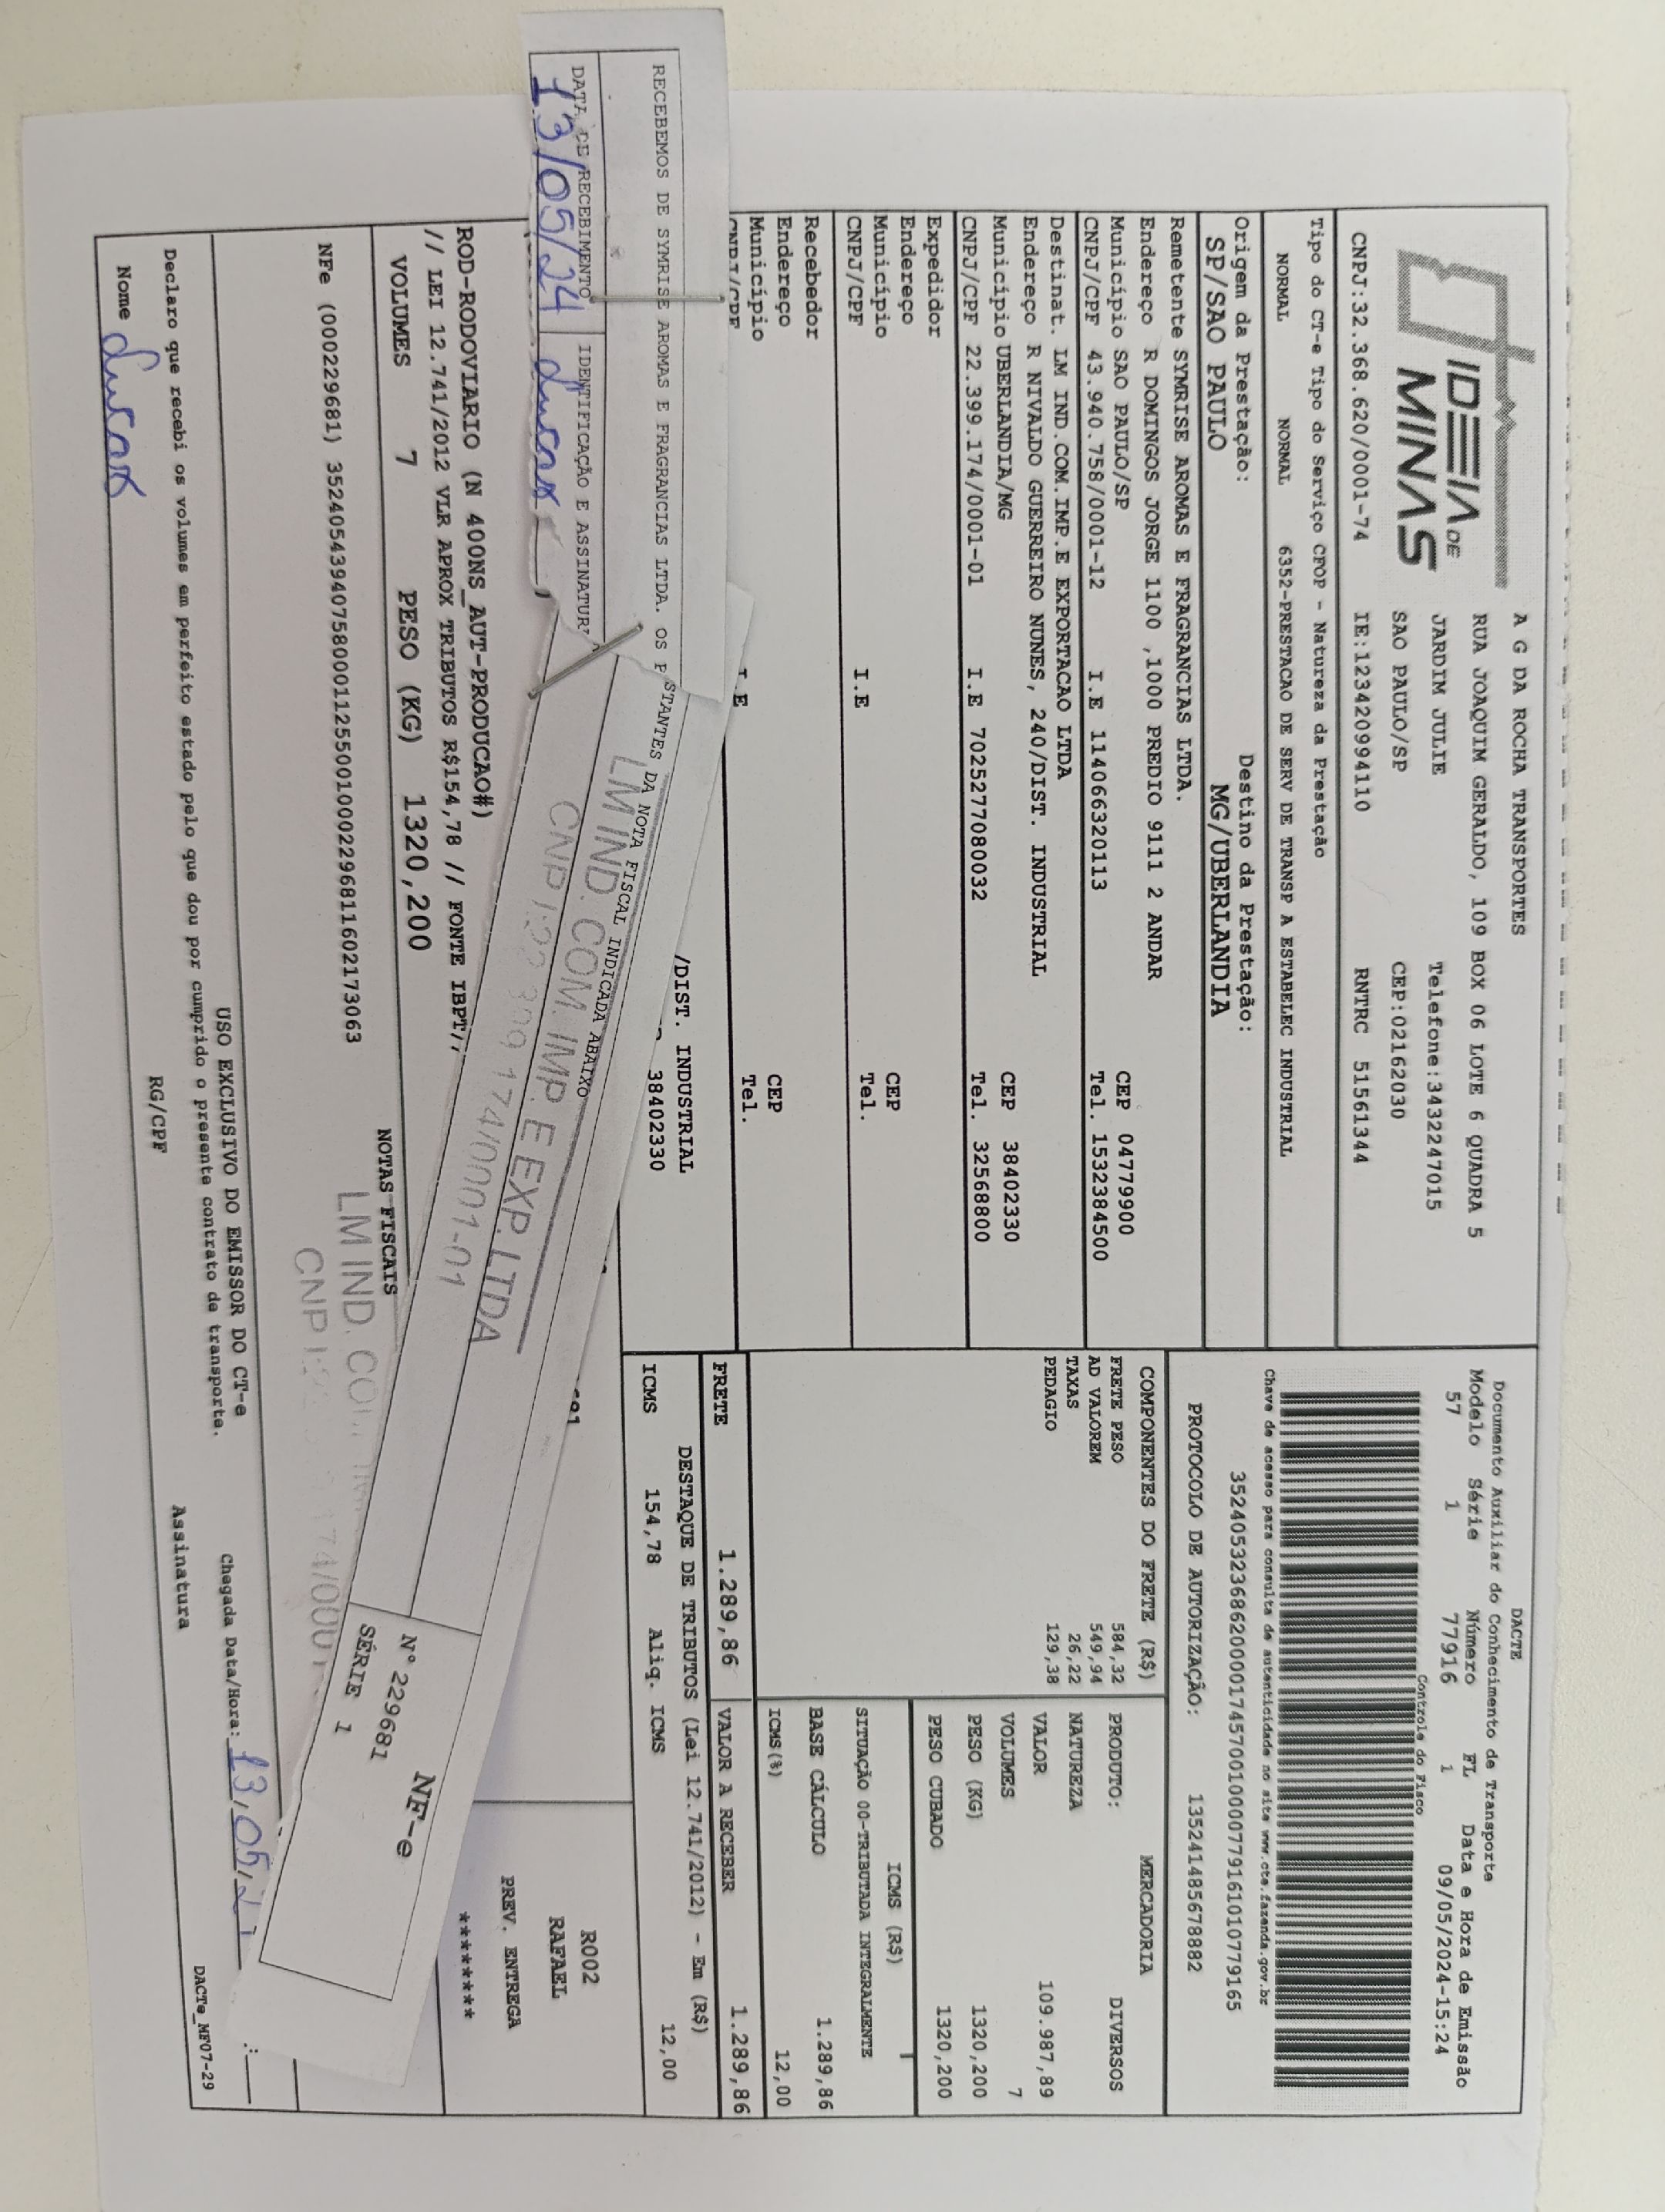 IDEIA DE
MINAS
A G DA ROCHA TRANSPORTES
RUA JOAQUIM GERALDO, 109 BOX 06 LOTE 6 QUADRA 5
JARDIM JULIE Telefone:3432247015
SAO PAULO/SP CEP:02162030
CNPJ:32.368.620/0001-74 IE:123420994110 RNTRC 51561344
Tipo do CT-e Tipo do Serviço CFOP - Natureza da Prestação
NORMAL NORMAL 6352-PRESTACAO DE SERV DE TRANSP A ESTABELEC INDUSTRIAL
Origem da Prestação: Destino da Prestação:
SP/SAO PAULO MG/UBERLANDIA
Remetente SYMRISE AROMAS E FRAGRANCIAS LTDA.
Endereço R DOMINGOS JORGE 1100 ,1000 PREDIO 9111 2 ANDAR
Município SAO PAULO/SP CEP 04779900
CNPJ/CPF 43.940.758/0001-12 I.E 114066320113 Tel. 1532384500
Destinat. LM IND.COM.IMP.E EXPORTACAO LTDA
Endereço R NIVALDO GUERREIRO NUNES, 240/DIST. INDUSTRIAL
Município UBERLANDIA/MG CEP 38402330
CNPJ/CPF 22.399.174/0001-01 I.E 7025277080032 Tel. 32568800
Expedidor
Endereço
Município CEP
CNPJ/CPF I.E Tel.
Recebedor
Endereço
Município CEP
CNPJ/CPF I.E Tel.
/DIST. INDUSTRIAL
38402330
DACTE
Documento Auxiliar do Conhecimento de Transporte
Modelo Série Número FL Data e Hora de Emissão
57 1 77916 1 09/05/2024-15:24
Controle do Fisco
Chave de acesso para consulta de autenticidade no site www.cte.fazenda.gov.br
35240532368620000174570010000779161010779165
PROTOCOLO DE AUTORIZAÇÃO: 135241485678882
COMPONENTES DO FRETE (R$)
FRETE PESO 584,32
AD VALOREM 549,94
TAXAS 26,22
PEDAGIO 129,38
MERCADORIA
PRODUTO: DIVERSOS
NATUREZA
VALOR 109.987,89
VOLUMES 7
PESO (KG) 1320,200
PESO CUBADO 1320,200
ICMS (R$)
SITUAÇÃO 00-TRIBUTADA INTEGRALMENTE
BASE CÁLCULO 1.289,86
ICMS(%) 12,00
FRETE 1.289,86 VALOR A RECEBER 1.289,86
DESTAQUE DE TRIBUTOS (Lei 12.741/2012) - Em (R$)
ICMS 154,78 Aliq. ICMS 12,00
R002
RAFAEL
PREV. ENTREGA
********
RECEBEMOS DE SYMRISE AROMAS E FRAGRANCIAS LTDA. OS P STANTES DA NOTA FISCAL INDICADA ABAIXO
DATA DE RECEBIMENTO IDENTIFICAÇÃO E ASSINATUR
13/05/24 Lucas
LM IND. COM. IMP. E EXP. LTDA
CNPJ:22 399 174/0001-01
NF-e
N° 229681
SÉRIE 1
ROD-RODOVIARIO (N 400NS_AUT-PRODUCAO#)
// LEI 12.741/2012 VLR APROX TRIBUTOS R$154,78 // FONTE IBPT//
VOLUMES 7 PESO (KG) 1320,200
NOTAS FISCAIS
NFe (000229681) 35240543940758000112550010002296811602173063
LM IND. COM
CNPJ 174/000
USO EXCLUSIVO DO EMISSOR DO CT-e
Declaro que recebi os volumes em perfeito estado pelo que dou por cumprido o presente contrato de transporte.
Chegada Data/Hora: 13/05/2
Nome Lucas RG/CPF Assinatura
DACTe_MF07-29